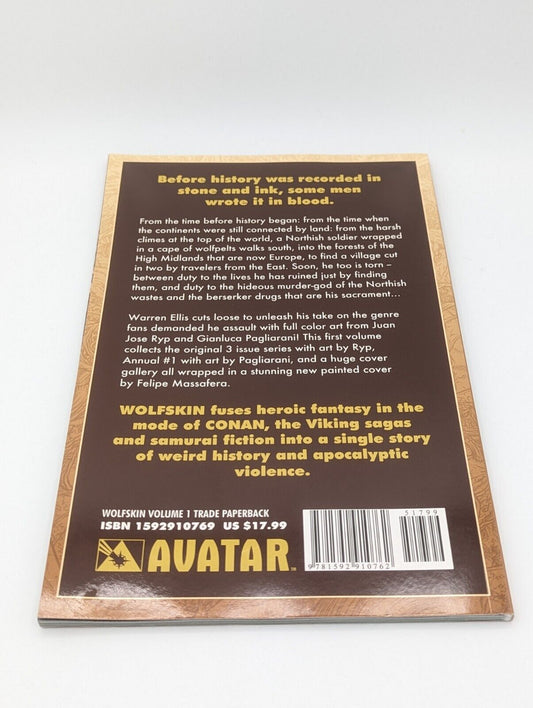 Before history was recorded in
stone and ink, some men
wrote it in blood.
From the time before history began: from the time when
the continents were still connected by land: from the harsh
climes at the top of the world, a Northish soldier wrapped
in a cape of wolfpelts walks south, into the forests of the
High Midlands that are now Europe, to find a village cut
in two by travelers from the East. Soon, he too is torn –
between duty to the lives he has ruined just by finding
them, and duty to the hideous murder-god of the Northish
wastes and the berserker drugs that are his sacrament...
Warren Ellis cuts loose to unleash his take on the genre
fans demanded he assault with full color art from Juan
Jose Ryp and Gianluca Pagliarani! This first volume
collects the original 3 issue series with art by Ryp,
Annual #1 with art by Pagliarani, and a huge cover
gallery all wrapped in a stunning new painted cover
by Felipe Massafera.
WOLFSKIN fuses heroic fantasy in the
mode of CONAN, the Viking sagas
and samurai fiction into a single story
of weird history and apocalyptic
violence.
WOLFSKIN VOLUME 1 TRADE PAPERBACK
ISBN 1592910769 US $17.99
AVATAR™
51799
9781592910762